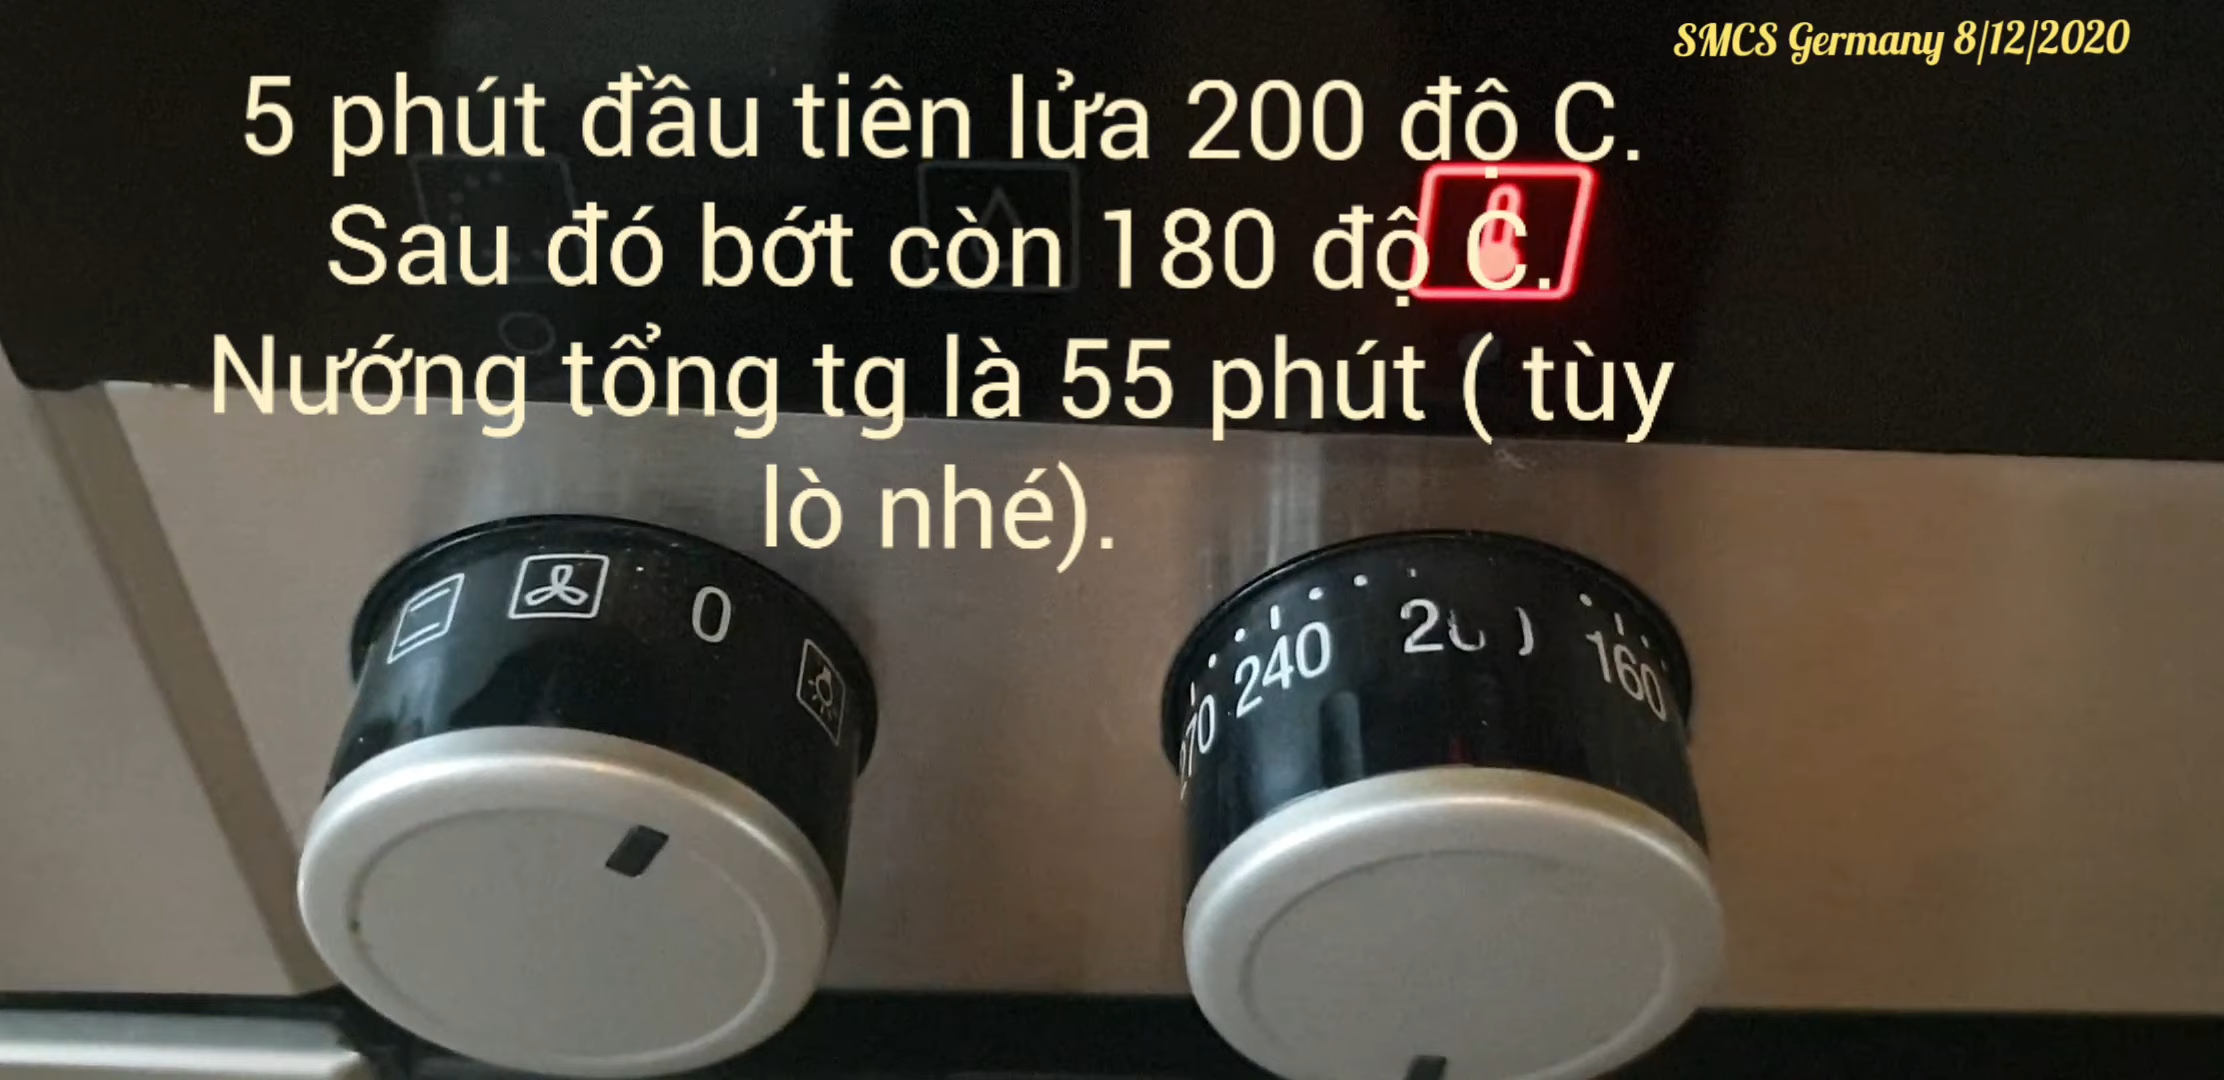 SMCS Germany 8/12/2020
5 phút đầu tiên lửa 200 độ C.
Sau đó bớt còn 180 độ C.
Nướng tổng tg là 55 phút ( tùy
lò nhé).
0
240
160